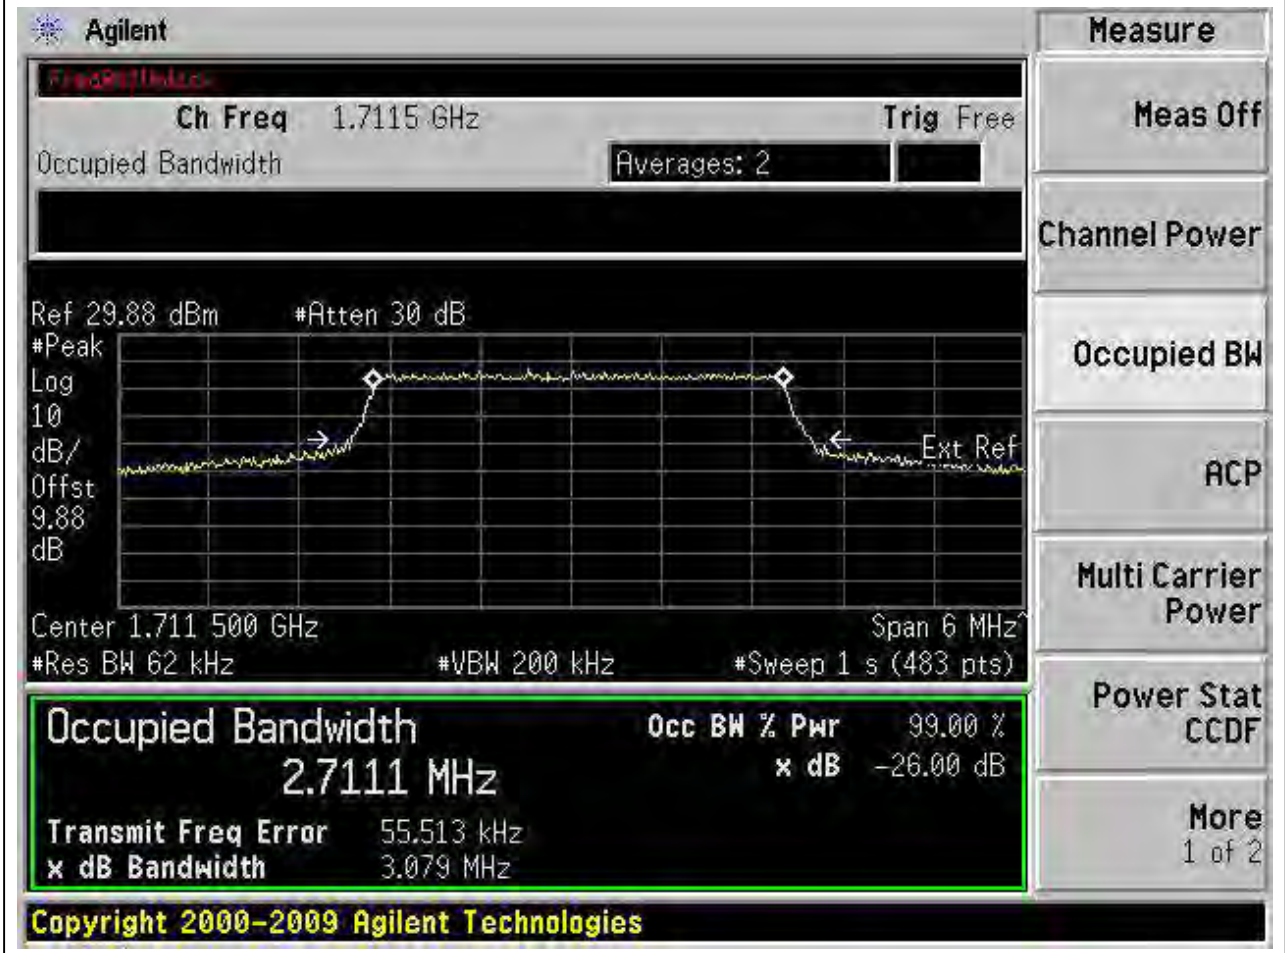 Agilent
Measure
Ch Freq 1.7115 GHz
Trig Free
Meas Off
Occupied Bandwidth
Averages: 2
Channel Power
Ref 29.88 dBm #Atten 30 dB
#Peak
Log
10
dB/
Offst
9.88
dB
Ext Ref
Occupied BW
ACP
Multi Carrier
Power
Center 1.711 500 GHz
Span 6 MHz^
#Res BW 62 kHz #VBW 200 kHz #Sweep 1 s (483 pts)
Occupied Bandwidth
2.7111 MHz
Occ BW % Pwr 99.00 %
x dB -26.00 dB
Transmit Freq Error 55.513 kHz
x dB Bandwidth 3.079 MHz
Power Stat
CCDF
More
1 of 2
Copyright 2000-2009 Agilent Technologies